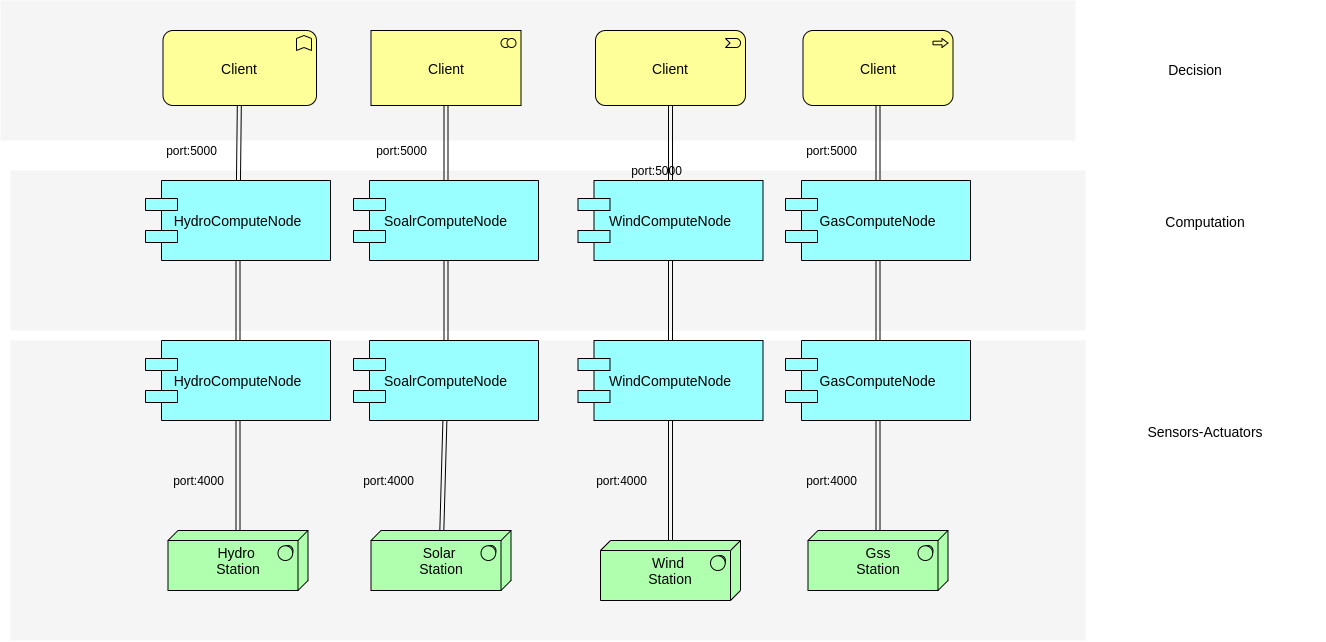 Client
Client
Client
Client
Decision
port:5000
port:5000
port:5000
port:5000
HydroComputeNode
SoalrComputeNode
WindComputeNode
GasComputeNode
Computation
HydroComputeNode
SoalrComputeNode
WindComputeNode
GasComputeNode
Sensors-Actuators
port:4000
port:4000
port:4000
port:4000
Hydro
Station
Solar
Station
Wind
Station
Gss
Station